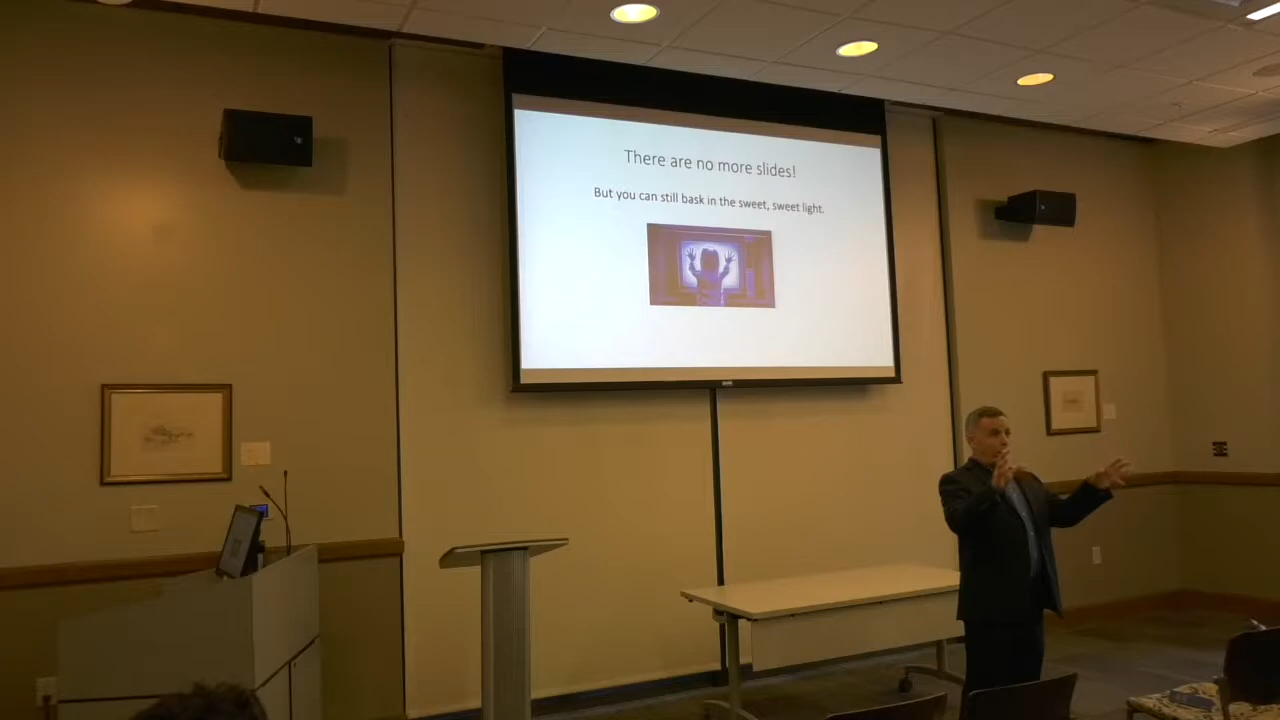 There are no more slides!
But you can still bask in the sweet, sweet light.